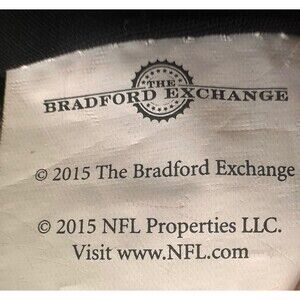 THE
BRADFORD EXCHANGE
© 2015 The Bradford Exchange
© 2015 NFL Properties LLC.
Visit www.NFL.com